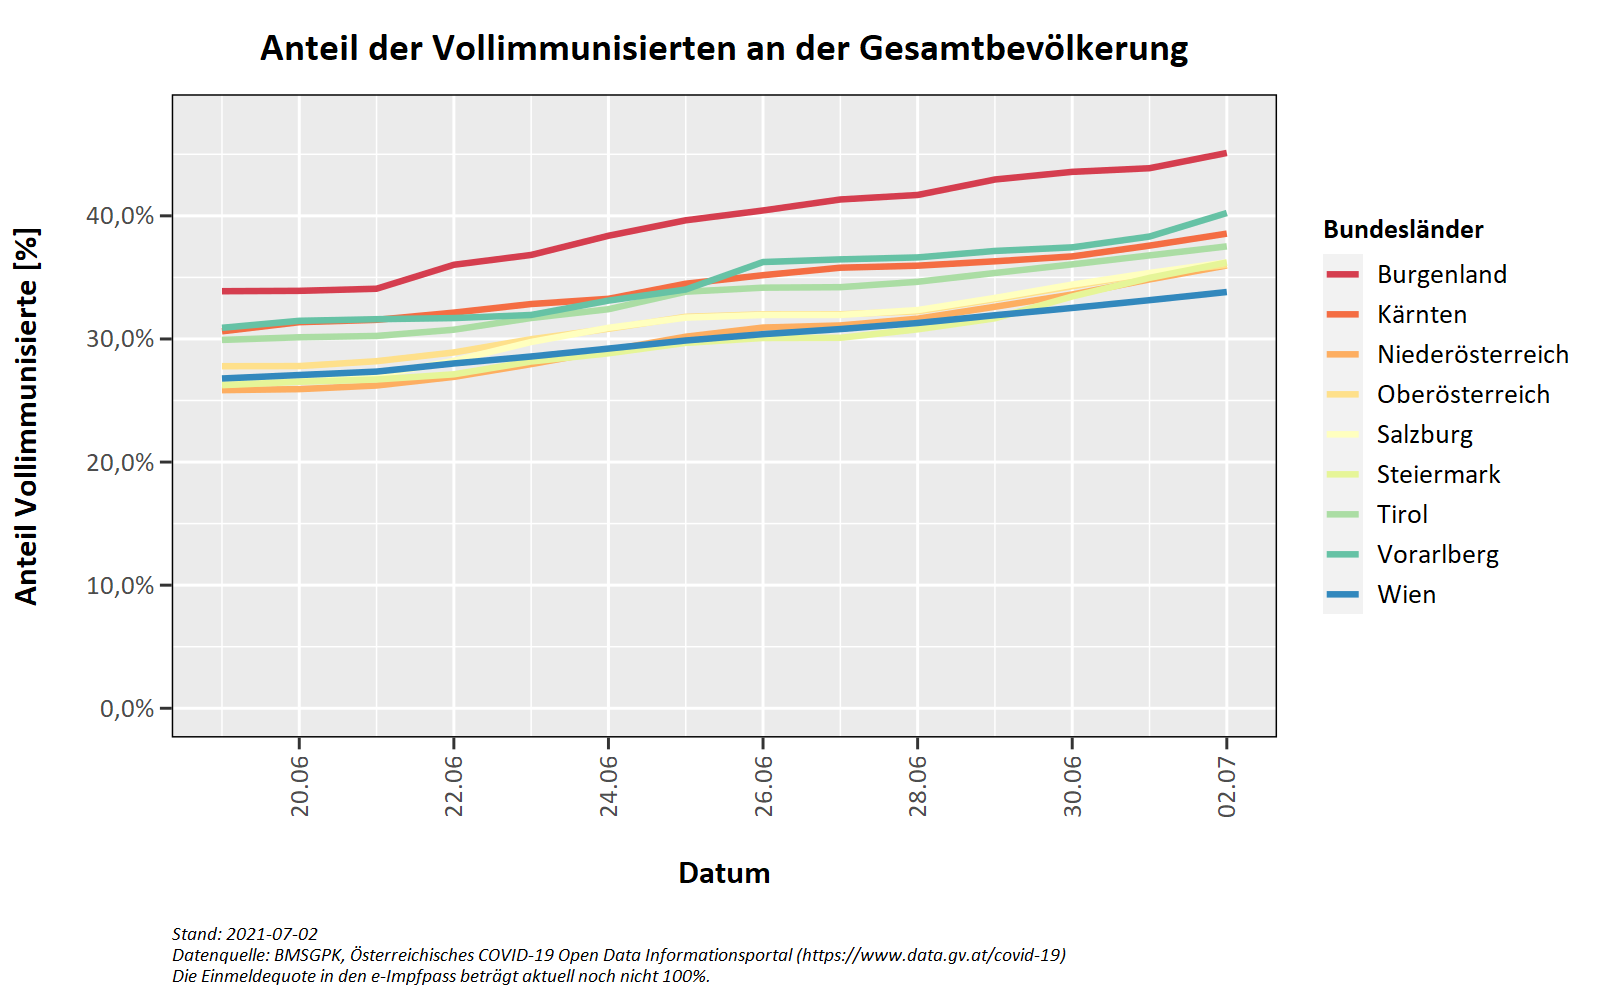 Anteil der Vollimmunisierten an der Gesamtbevölkerung
Anteil Vollimmunisierte [%]
40,0%
30,0%
20,0%
10,0%
0,0%
20.06
22.06
24.06
26.06
28.06
30.06
02.07
Datum
Bundesländer
Burgenland
Kärnten
Niederösterreich
Oberösterreich
Salzburg
Steiermark
Tirol
Vorarlberg
Wien
Stand: 2021-07-02
Datenquelle: BMSGPK, Österreichisches COVID-19 Open Data Informationsportal (https://www.data.gv.at/covid-19)
Die Einmeldequote in den e-Impfpass beträgt aktuell noch nicht 100%.